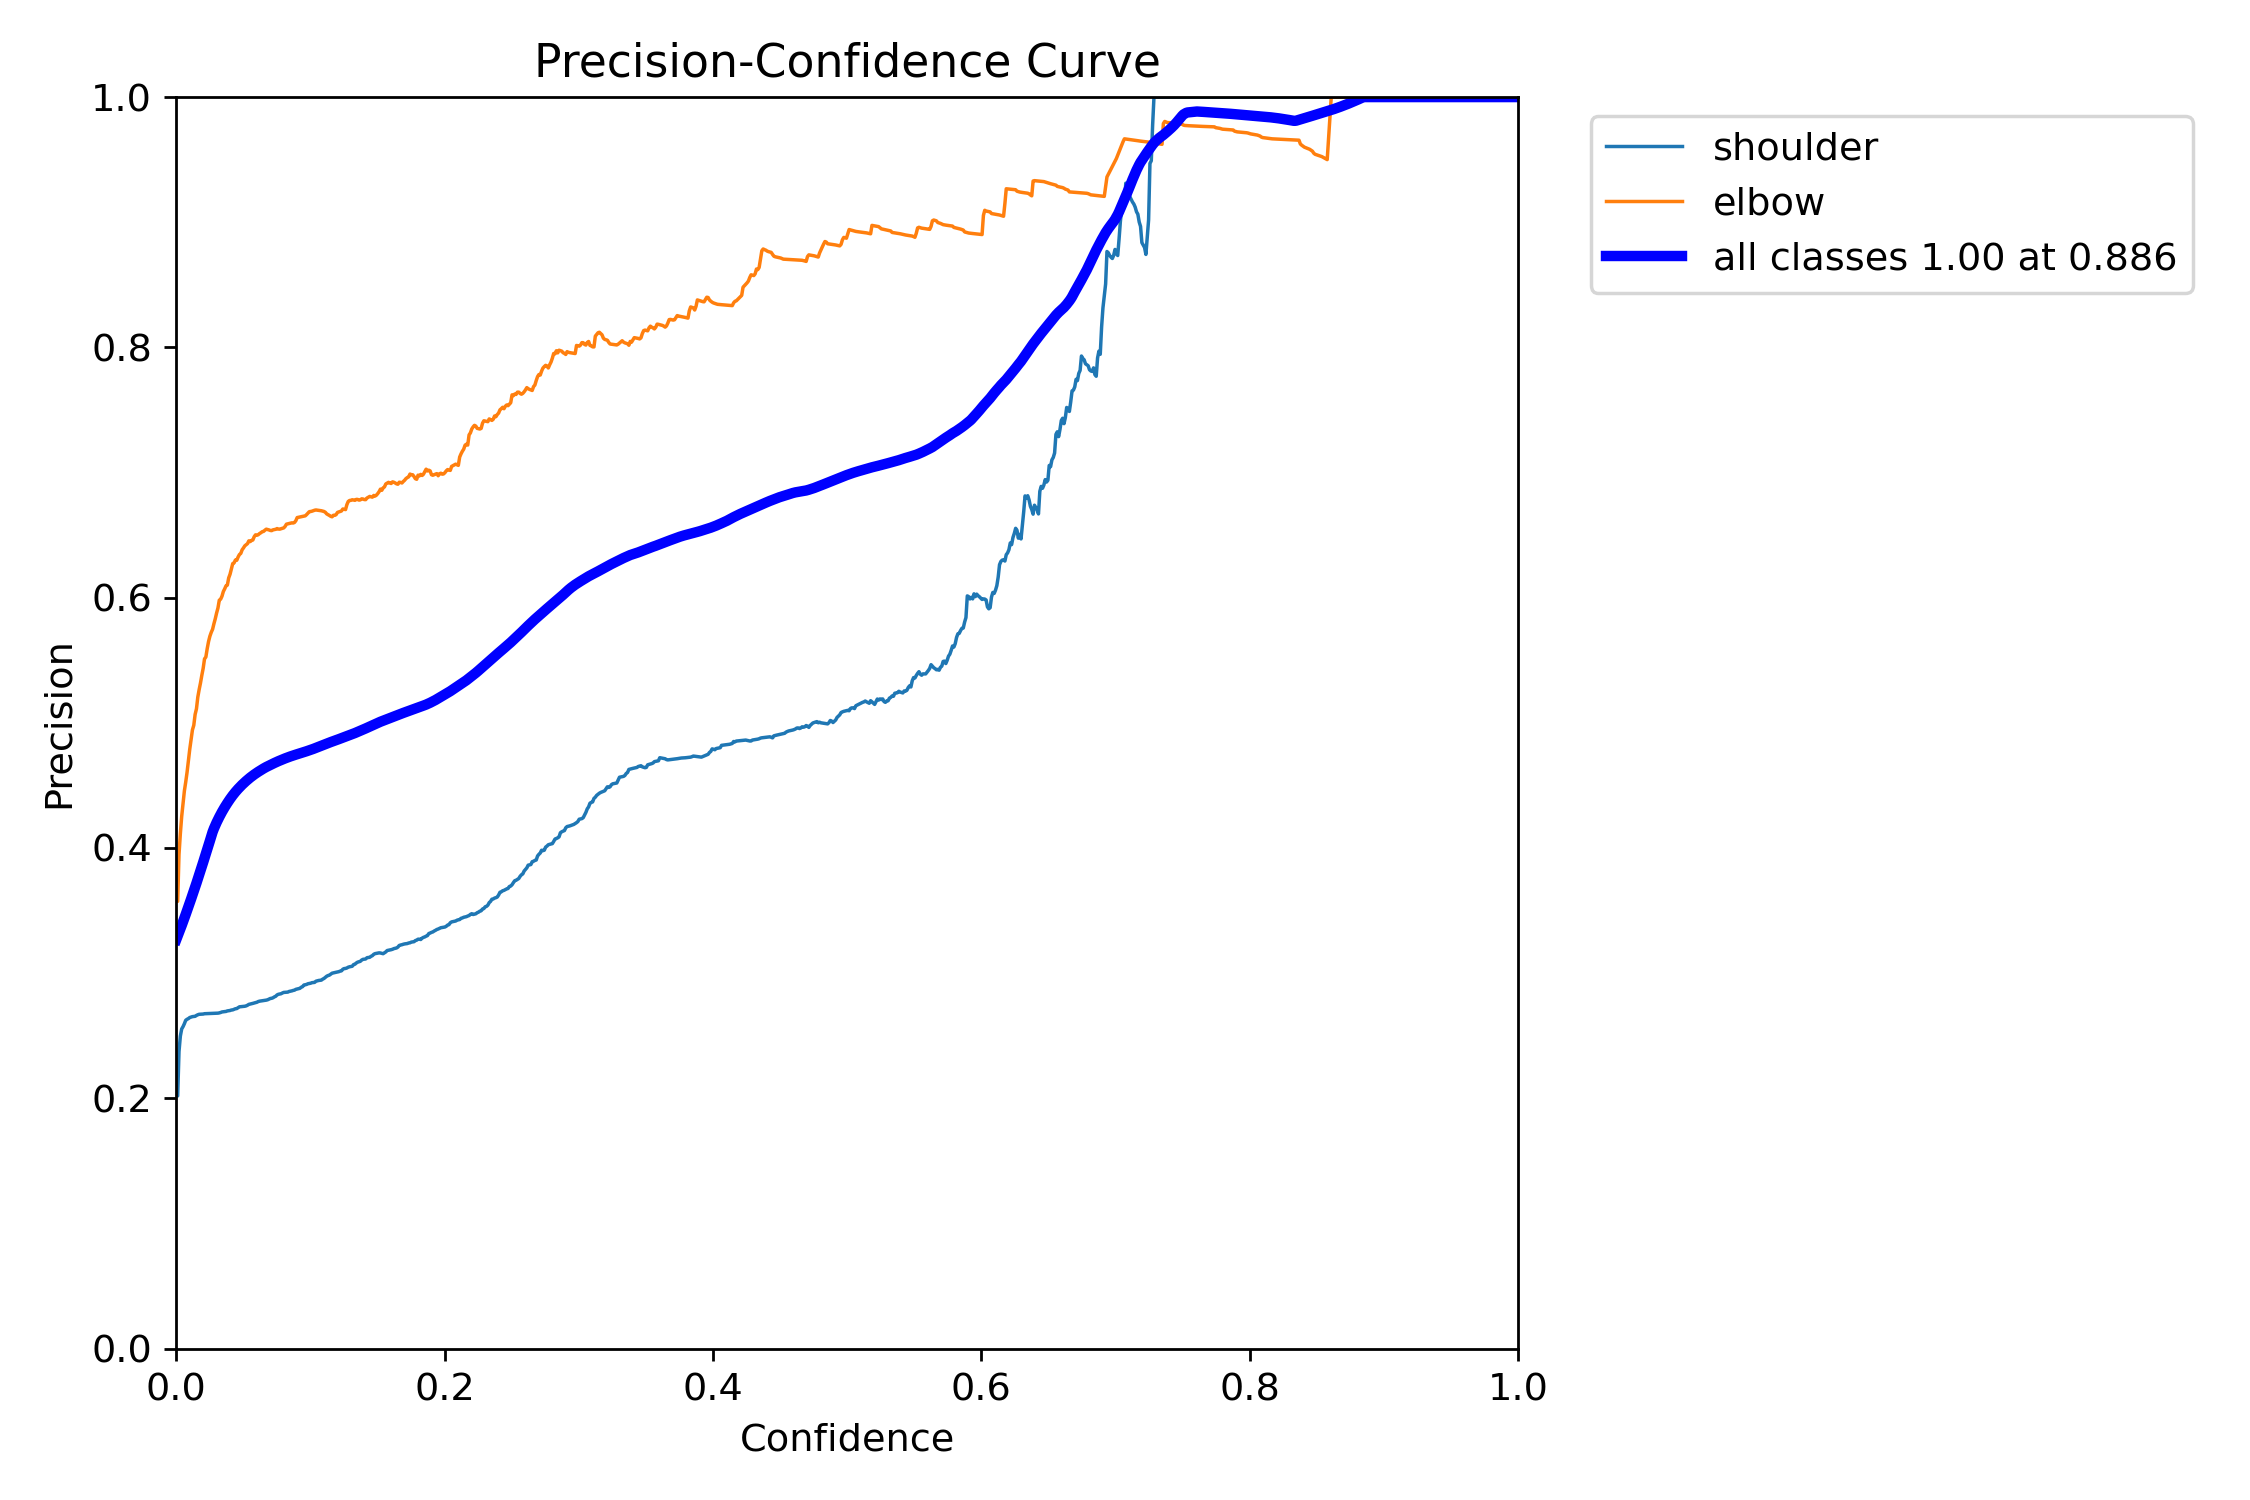 Precision-Confidence Curve
1.0
0.8
0.6
0.4
0.2
0.0
Precision
0.0 0.2 0.4 0.6 0.8 1.0
Confidence
shoulder
elbow
all classes 1.00 at 0.886